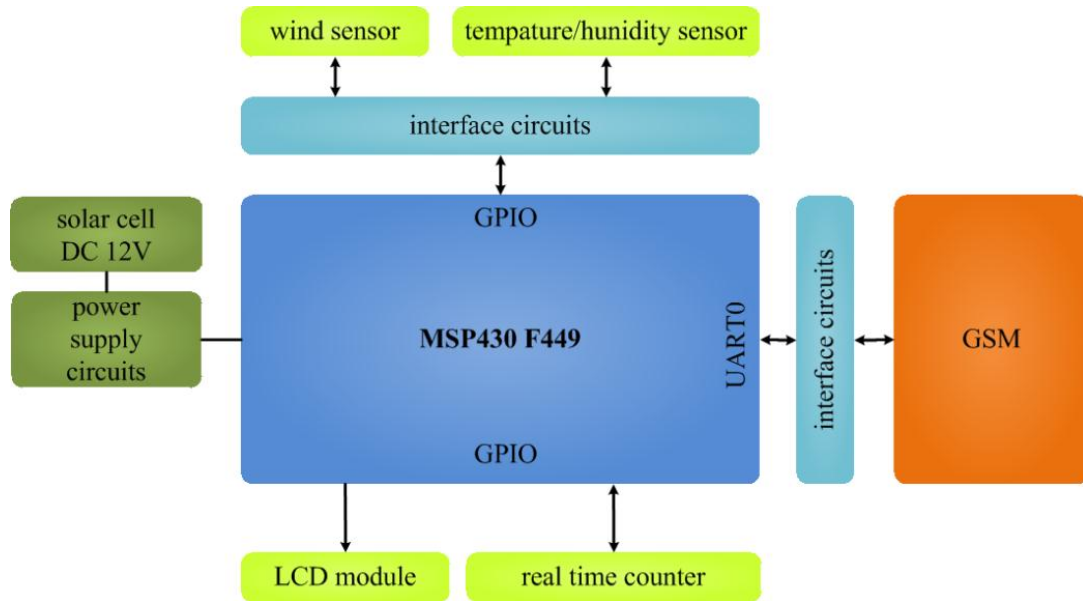 wind sensor
tempature/hunidity sensor
interface circuits
GPIO
solar cell
DC 12V
power
supply
circuits
MSP430 F449
UART0
interface circuits
GSM
GPIO
LCD module
real time counter